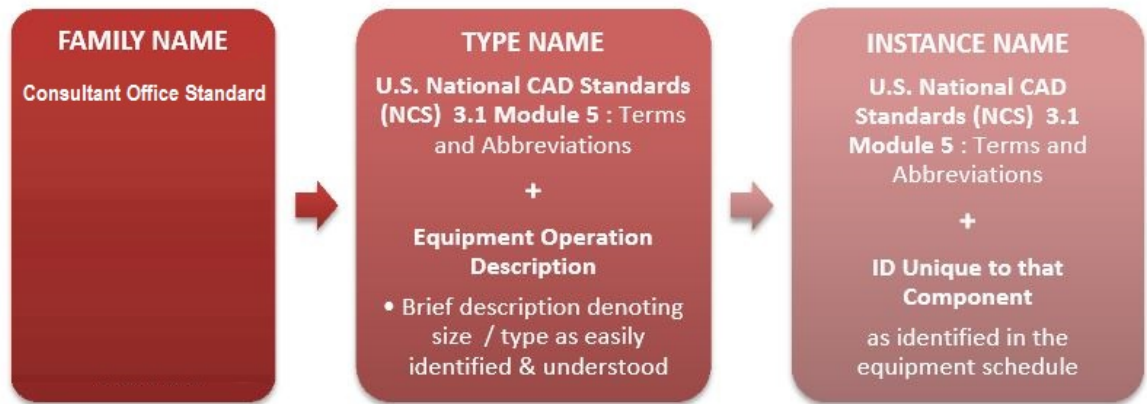 FAMILY NAME
Consultant Office Standard
TYPE NAME
U.S. National CAD Standards
(NCS) 3.1 Module 5 : Terms
and Abbreviations
+
Equipment Operation
Description
• Brief description denoting
size / type as easily
identified & understood
INSTANCE NAME
U.S. National CAD
Standards (NCS) 3.1
Module 5 : Terms and
Abbreviations
+
ID Unique to that
Component
as identified in the
equipment schedule